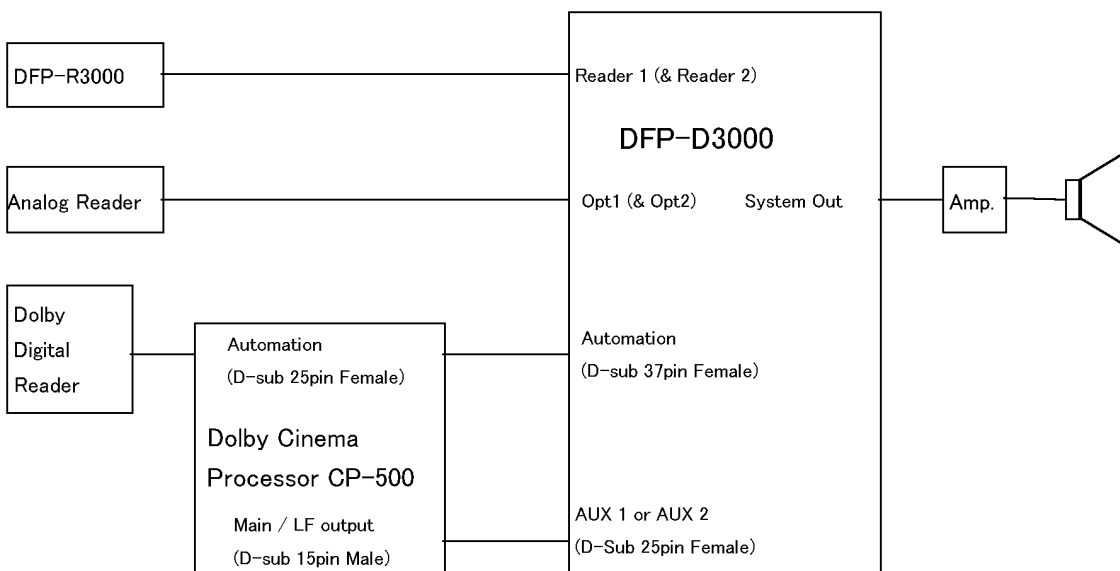 DFP-R3000
Reader 1 (& Reader 2)
DFP-D3000
Analog Reader
Opt1 (& Opt2)
System Out
Amp.
Dolby
Digital
Reader
Automation
(D-sub 25pin Female)
Automation
(D-sub 37pin Female)
Dolby Cinema
Processor CP-500
Main / LF output
(D-sub 15pin Male)
AUX 1 or AUX 2
(D-Sub 25pin Female)